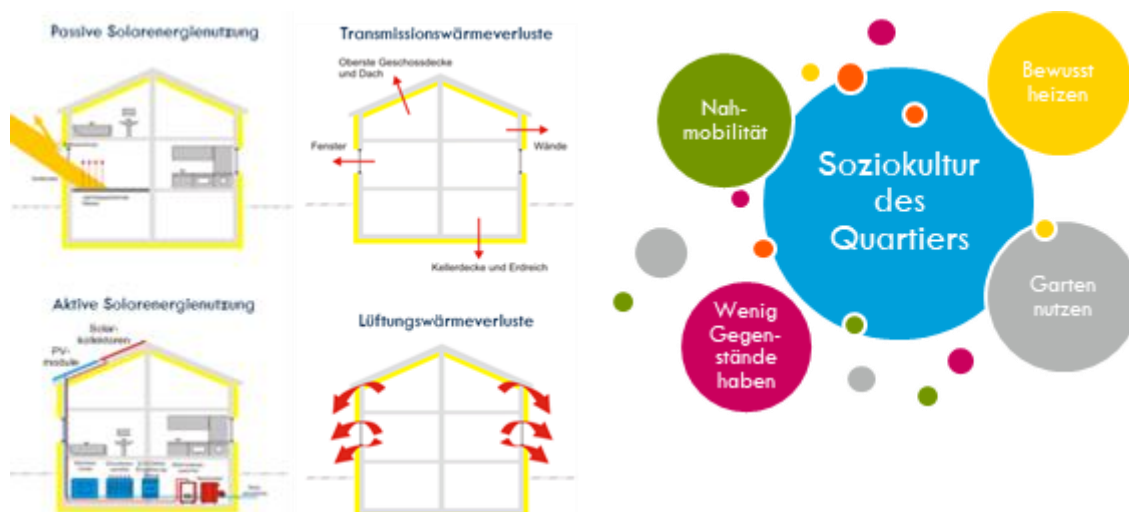 Passive Solarenergienutzung
Transmissionswärmeverluste
Oberste Geschossdecke
und Dach
Fenster
Wände
Kellerdecke und Erdreich
Aktive Solarenergienutzung
Solar-
kollektoren
PV-
module
Lüftungswärmeverluste
Nah-
mobilität
Bewusst
heizen
Soziokultur
des
Quartiers
Garten
nutzen
Wenig
Gegen-
stände
haben